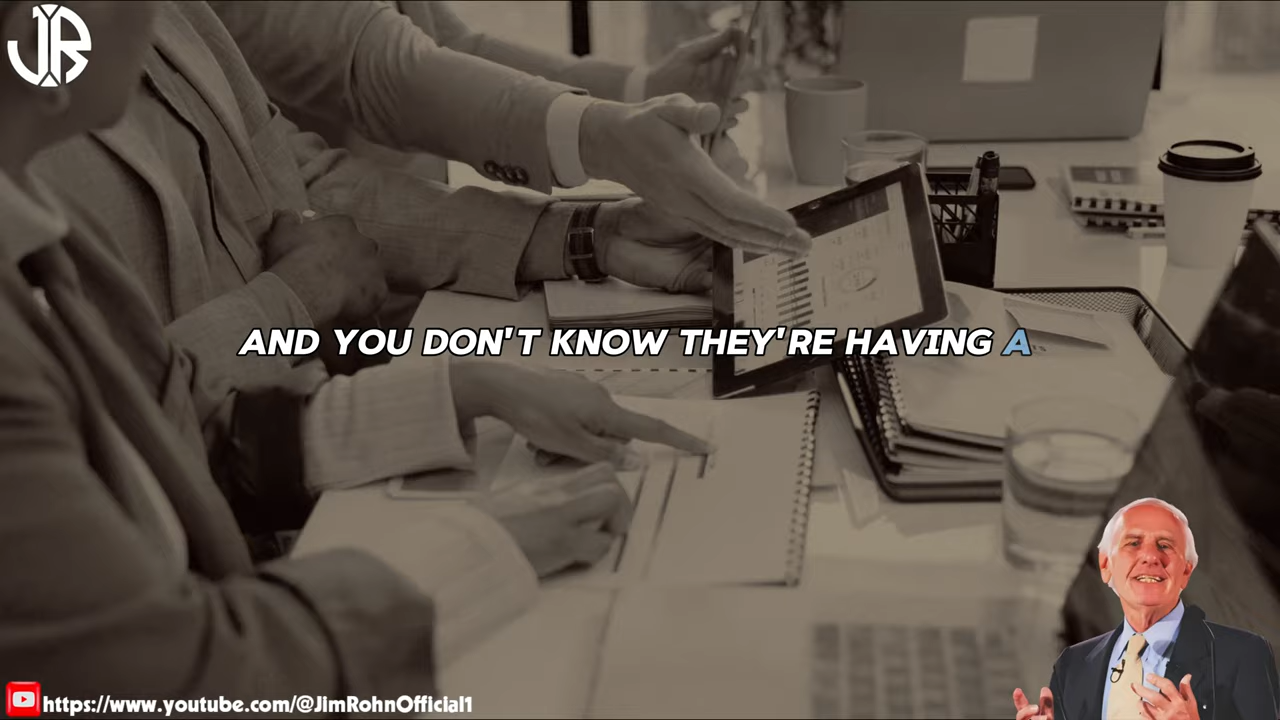 JR
AND YOU DON'T KNOW THEY'RE HAVING A
https://www.youtube.com/@JimRohnOfficial1